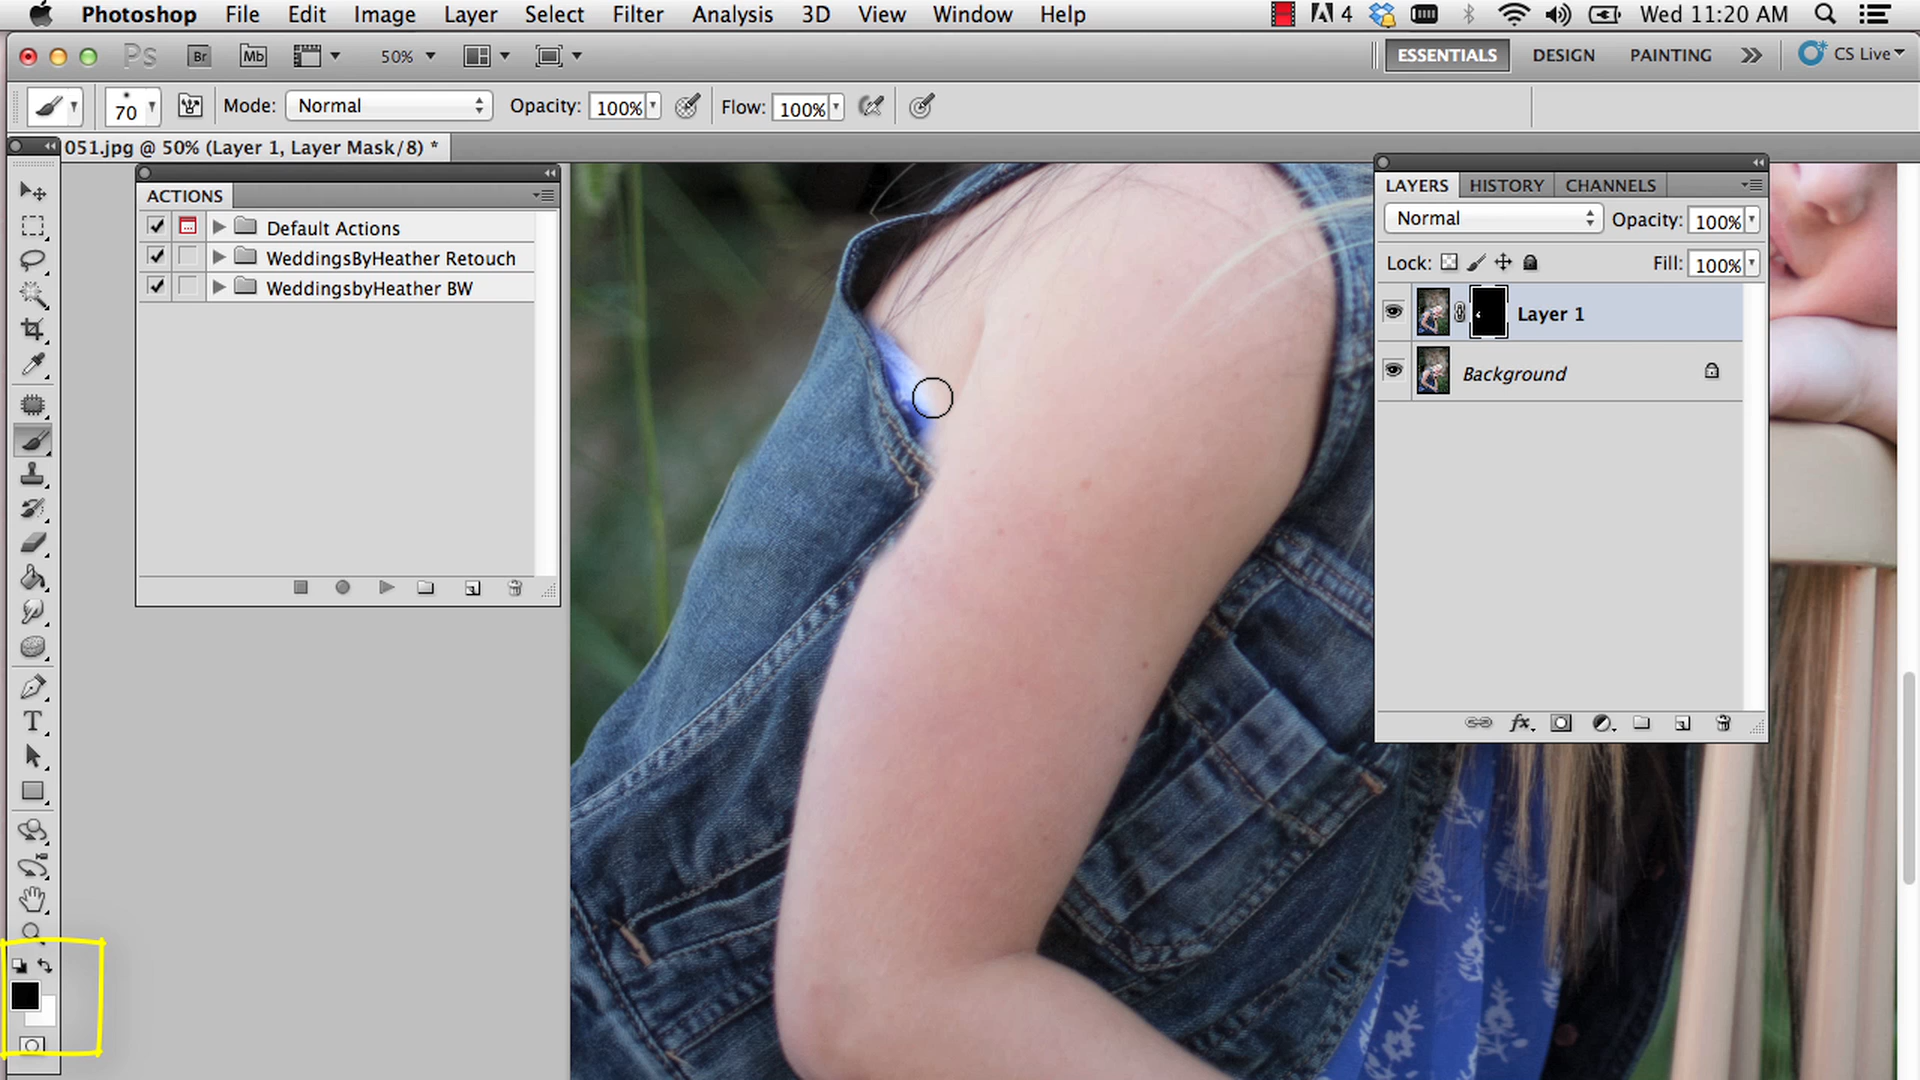 Photoshop File Edit Image Layer Select Filter Analysis 3D View Window Help 4 Wed 11:20 AM
Ps Br Mb 50% ESSENTIALS DESIGN PAINTING CS Live
70 Mode: Normal Opacity: 100% Flow: 100%
051.jpg @ 50% (Layer 1, Layer Mask/8) *
ACTIONS
Default Actions
WeddingsByHeather Retouch
WeddingsbyHeather BW
LAYERS HISTORY CHANNELS
Normal Opacity: 100%
Lock: Fill: 100%
Layer 1
Background
fx
T